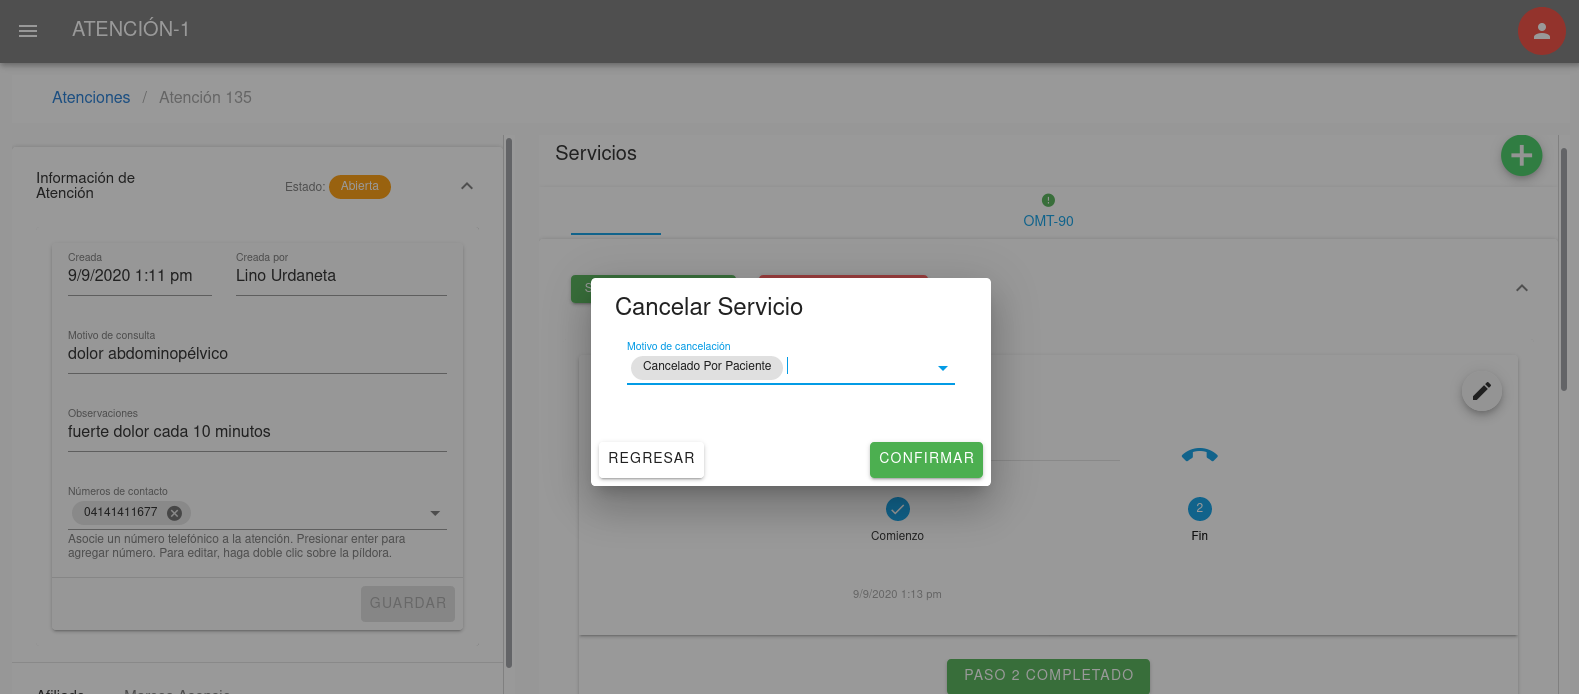 ATENCIÓN-1
Atenciones / Atención 135
Información de
Atención
Estado: Abierta
Creada
9/9/2020 1:11 pm
Creada por
Lino Urdaneta
Motivo de consulta
dolor abdominopélvico
Observaciones
fuerte dolor cada 10 minutos
Números de contacto
04141411677
Asocie un número telefónico a la atención. Presionar enter para
agregar número. Para editar, haga doble clic sobre la píldora.
GUARDAR
Servicios
OMT-90
Cancelar Servicio
Motivo de cancelación
Cancelado Por Paciente
REGRESAR
CONFIRMAR
2
Comienzo
Fin
9/9/2020 1:13 pm
PASO 2 COMPLETADO